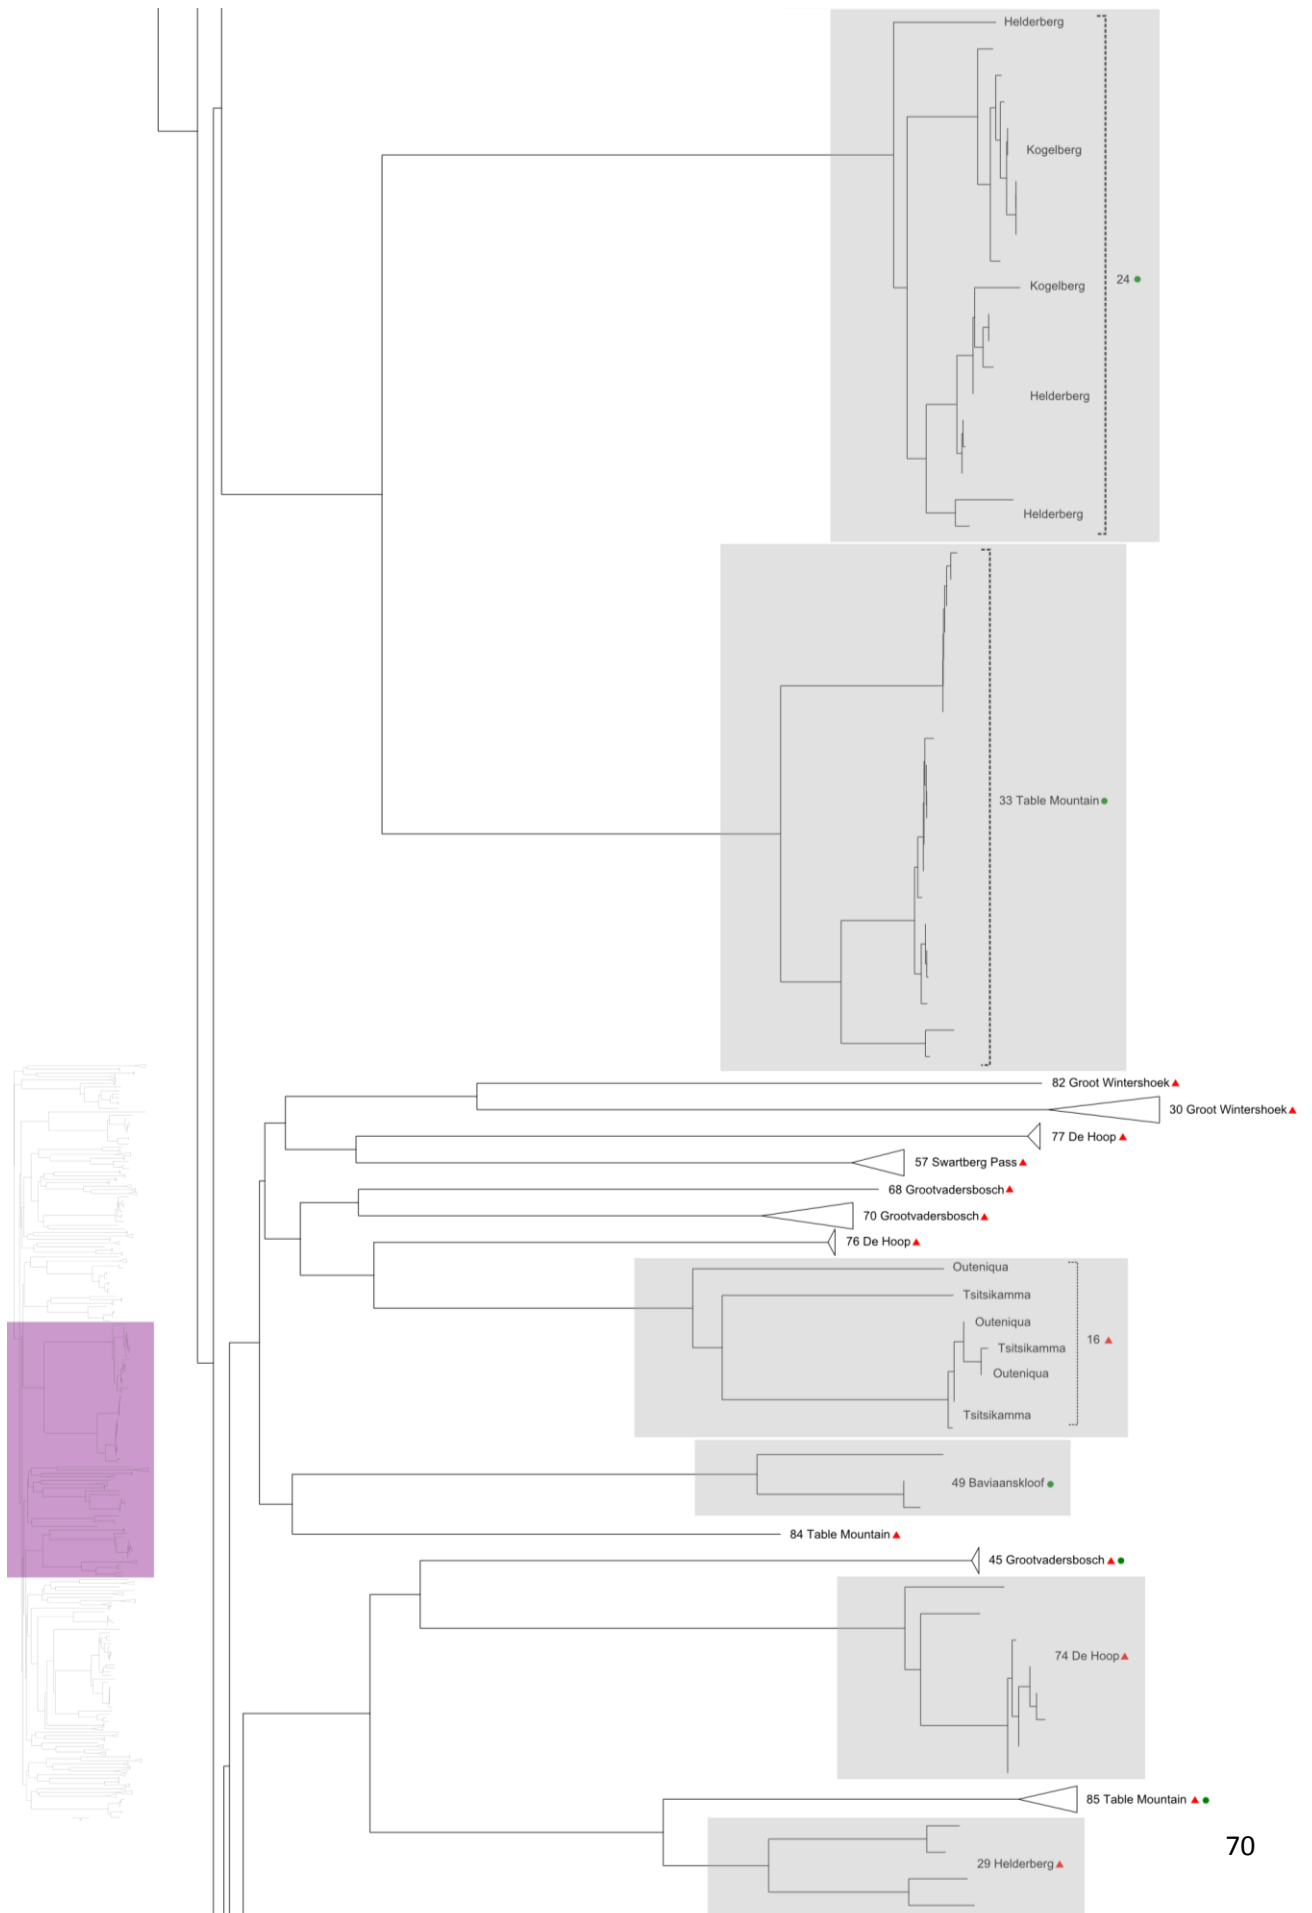 Helderberg
Kogelberg
24
Kogelberg
Helderberg
Helderberg
33 Table Mountain
82 Groot Wintershoek
30 Groot Wintershoek
77 De Hoop
57 Swartberg Pass
68 Grootvadersbosch
70 Grootvadersbosch
76 De Hoop
Outeniqua
Tsitsikamma
Outeniqua
16
Tsitsikamma
Outeniqua
Tsitsikamma
49 Baviaanskloof
84 Table Mountain
45 Grootvadersbosch
74 De Hoop
85 Table Mountain
29 Helderberg
70